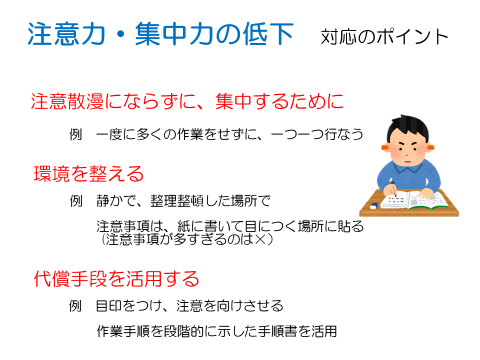 注意力・集中力の低下　対応のポイント
注意散漫にならずに、集中するために
例　一度に多くの作業をせずに、一つ一つ行なう
環境を整える
例　静かで、整理整頓した場所で
注意事項は、紙に書いて目につく場所に貼る
（注意事項が多すぎるのは×）
代償手段を活用する
例　目印をつけ、注意を向けさせる
作業手順を段階的に示した手順書を活用